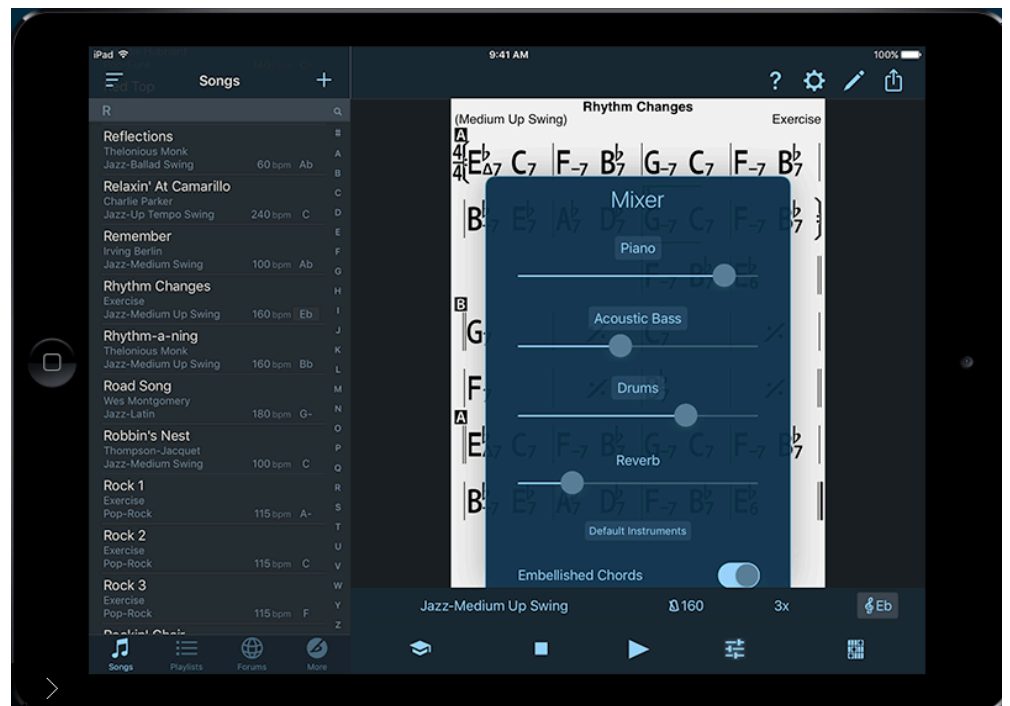 iPad
9:41 AM
100%
Songs
+
?
R
Reflections
Thelonious Monk
Jazz-Ballad Swing 60 bpm Ab
Relaxin' At Camarillo
Charlie Parker
Jazz-Up Tempo Swing 240 bpm C
Remember
Irving Berlin
Jazz-Medium Swing 100 bpm Ab
Rhythm Changes
Exercise
Jazz-Medium Up Swing 160 bpm Eb
Rhythm-a-ning
Thelonious Monk
Jazz-Medium Up Swing 160 bpm Bb
Road Song
Wes Montgomery
Jazz-Latin 180 bpm G-
Robbin's Nest
Thompson-Jacquet
Jazz-Medium Swing 100 bpm C
Rock 1
Exercise
Pop-Rock 115 bpm A-
Rock 2
Exercise
Pop-Rock 115 bpm C
Rock 3
Exercise
Pop-Rock 115 bpm F
#
A
B
C
D
E
F
G
H
I
J
K
L
M
N
O
P
Q
R
S
T
U
V
W
Y
Z
Songs Playlists Forums More
Rhythm Changes
(Medium Up Swing) Exercise
A
4/4 E♭△7 C7 F-7 B♭7 G-7 C7 F-7 B♭7
B
A
Mixer
Piano
Acoustic Bass
Drums
Reverb
Default Instruments
Embellished Chords
Jazz-Medium Up Swing 160 3x Eb